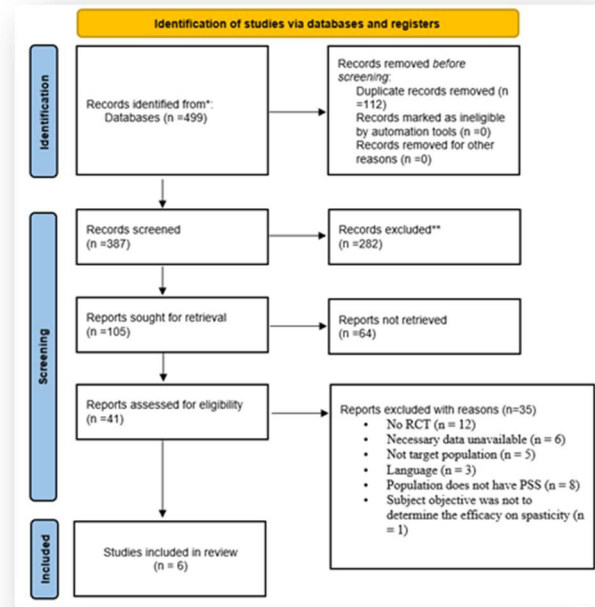 Identification of studies via databases and registers
Identification
Records identified from*:
Databases (n =499)
Records removed before
screening:
Duplicate records removed (n
=112)
Records marked as ineligible
by automation tools (n =0)
Records removed for other
reasons (n =0)
Screening
Records screened
(n =387)
Records excluded**
(n =282)
Reports sought for retrieval
(n =105)
Reports not retrieved
(n =64)
Reports assessed for eligibility
(n =41)
Reports excluded with reasons (n=35)
• No RCT (n = 12)
• Necessary data unavailable (n = 6)
• Not target population (n = 5)
• Language (n = 3)
• Population does not have PSS (n = 8)
• Subject objective was not to
determine the efficacy on spasticity (n
= 1)
Included
Studies included in review
(n = 6)